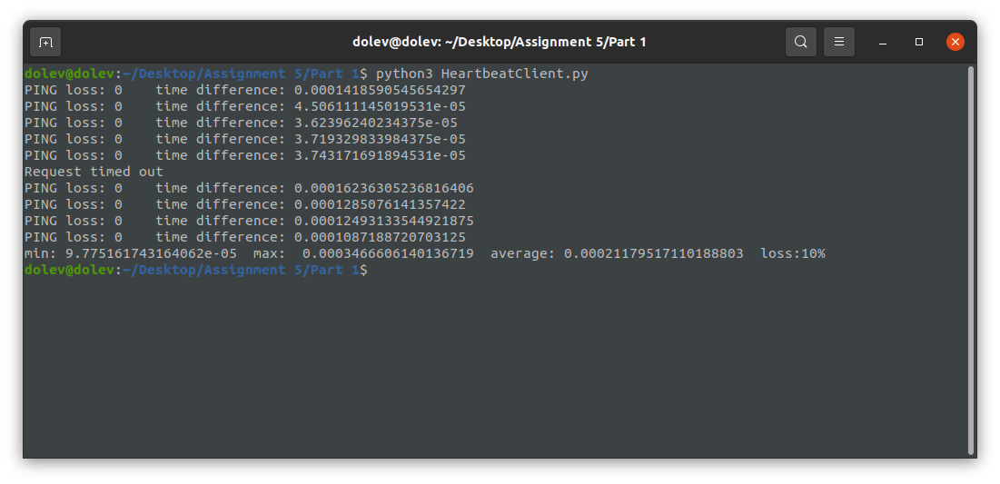 dolev@dolev: ~/Desktop/Assignment 5/Part 1
dolev@dolev:~/Desktop/Assignment 5/Part 1$ python3 HeartbeatClient.py
PING loss: 0    time difference: 0.0001418590545654297
PING loss: 0    time difference: 4.506111145019531e-05
PING loss: 0    time difference: 3.62396240234375e-05
PING loss: 0    time difference: 3.719329833984375e-05
PING loss: 0    time difference: 3.743171691894531e-05
Request timed out
PING loss: 0    time difference: 0.00016236305236816406
PING loss: 0    time difference: 0.0001285076141357422
PING loss: 0    time difference: 0.00012493133544921875
PING loss: 0    time difference: 0.0001087188720703125
min: 9.775161743164062e-05  max:  0.0003466606140136719  average: 0.00021179517110188803  loss:10%
dolev@dolev:~/Desktop/Assignment 5/Part 1$